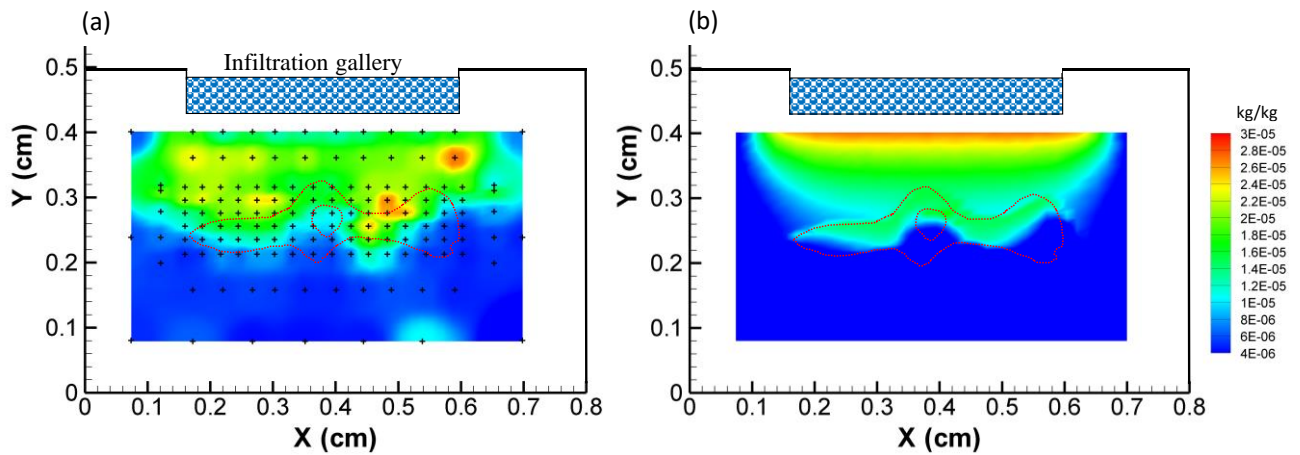 (a)
(b)
Infiltration gallery
0.5
0.4
0.3
0.2
0.1
0
Y (cm)
0 0.1 0.2 0.3 0.4 0.5 0.6 0.7 0.8
X (cm)
0.5
0.4
0.3
0.2
0.1
0
Y (cm)
0 0.1 0.2 0.3 0.4 0.5 0.6 0.7 0.8
X (cm)
kg/kg
3E-05
2.8E-05
2.6E-05
2.4E-05
2.2E-05
2E-05
1.8E-05
1.6E-05
1.4E-05
1.2E-05
1E-05
8E-06
6E-06
4E-06